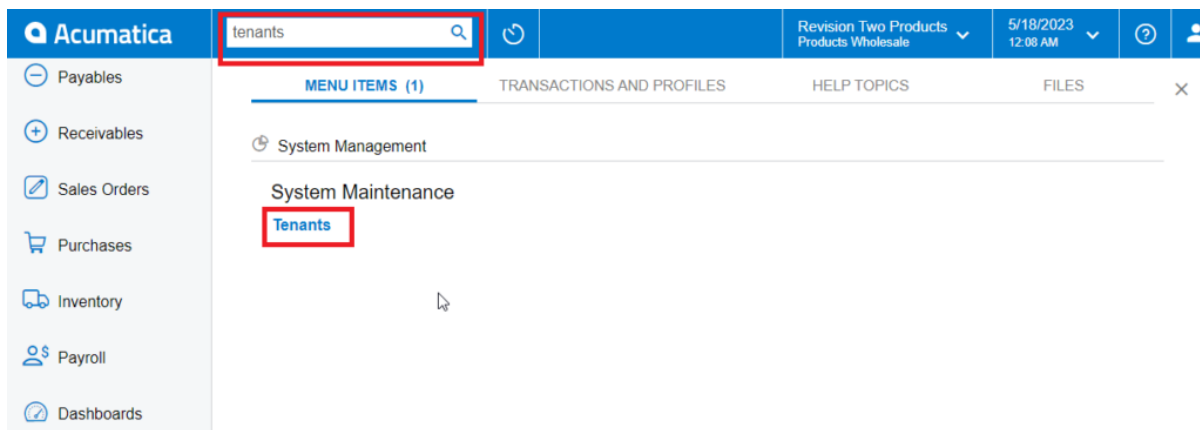 Acumatica
tenants
Revision Two Products
Products Wholesale
5/18/2023
12:08 AM
Payables
Receivables
Sales Orders
Purchases
Inventory
Payroll
Dashboards
MENU ITEMS (1)
TRANSACTIONS AND PROFILES
HELP TOPICS
FILES
System Management
System Maintenance
Tenants